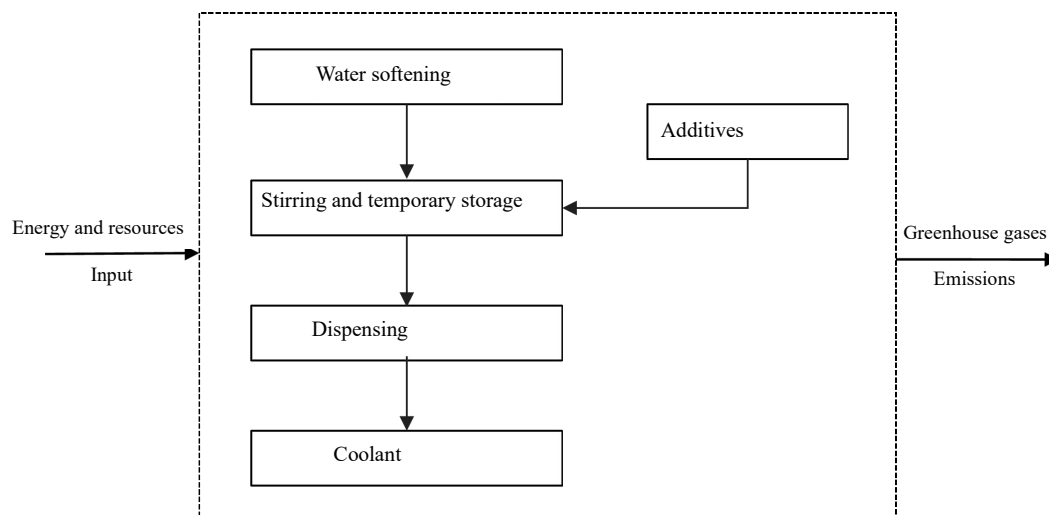 Water softening
Additives
Stirring and temporary storage
Energy and resources
Input
Greenhouse gases
Emissions
Dispensing
Coolant